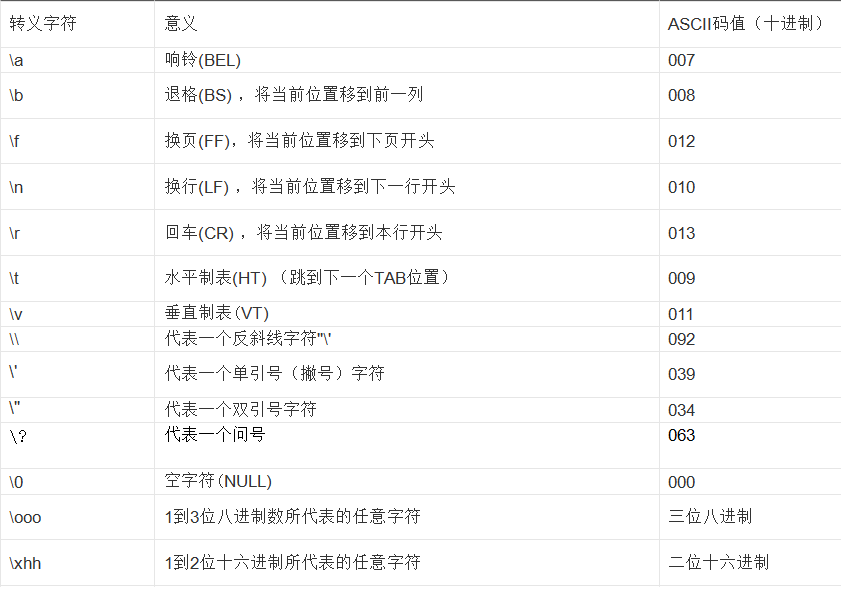 转义字符 意义 ASCII码值（十进制）
\a 响铃(BEL) 007
\b 退格(BS) ，将当前位置移到前一列 008
\f 换页(FF)，将当前位置移到下页开头 012
\n 换行(LF) ，将当前位置移到下一行开头 010
\r 回车(CR) ，将当前位置移到本行开头 013
\t 水平制表(HT) （跳到下一个TAB位置） 009
\v 垂直制表(VT) 011
\\ 代表一个反斜线字符''\' 092
\' 代表一个单引号（撇号）字符 039
\" 代表一个双引号字符 034
\? 代表一个问号 063
\0 空字符(NULL) 000
\ooo 1到3位八进制数所代表的任意字符 三位八进制
\xhh 1到2位十六进制所代表的任意字符 二位十六进制